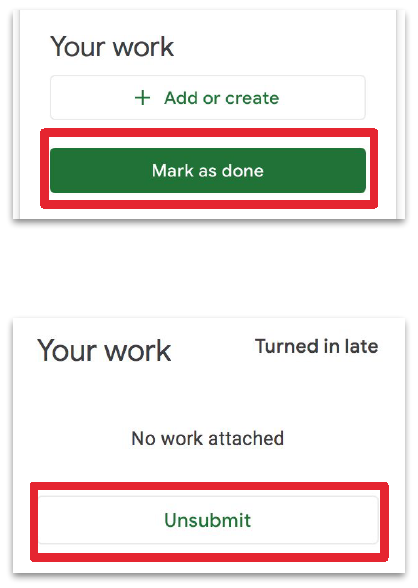 Your work
+ Add or create
Mark as done
Your work
Turned in late
No work attached
Unsubmit